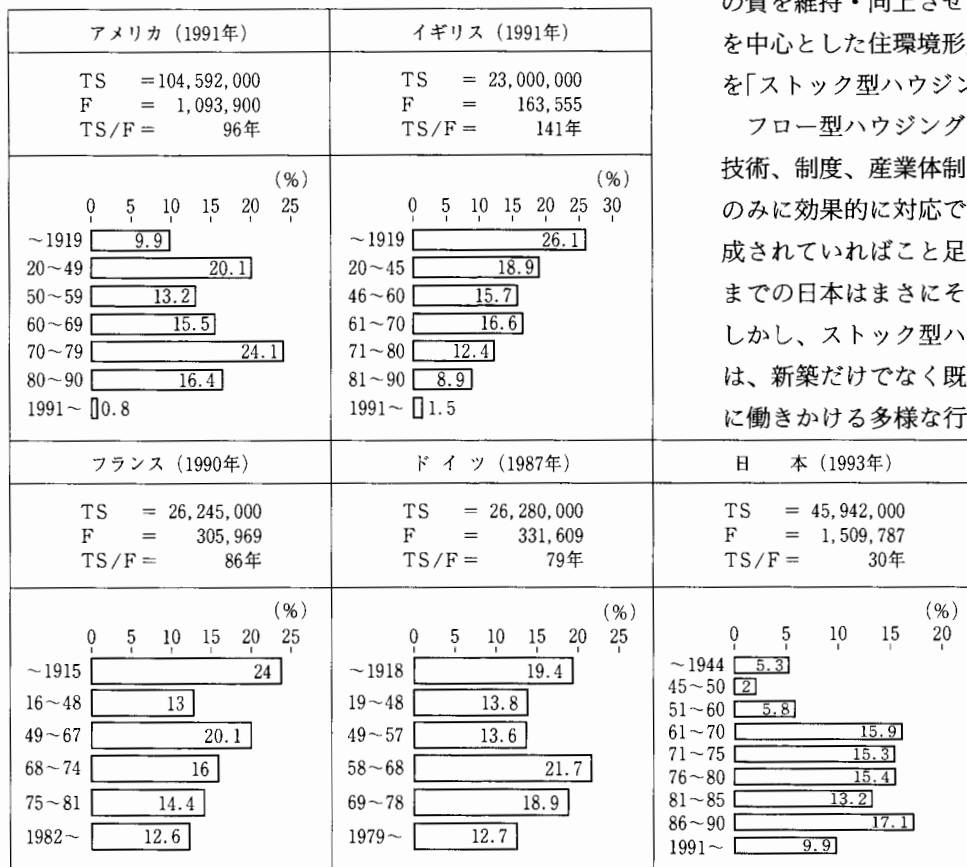 の質を維持・向上させ
を中心とした住環境形
を「ストック型ハウジン
フロー型ハウジング
技術、制度、産業体制
のみに効果的に対応で
成されていればこと足
までの日本はまさにそ
しかし、ストック型ハ
は、新築だけでなく既
に働きかける多様な行
アメリカ (1991年)
TS =104,592,000
F = 1,093,900
TS/F= 96年
(%)
0 5 10 15 20 25
~1919 9.9
20~49 20.1
50~59 13.2
60~69 15.5
70~79 24.1
80~90 16.4
1991~ 0.8
イギリス (1991年)
TS = 23,000,000
F = 163,555
TS/F= 141年
(%)
0 5 10 15 20 25 30
~1919 26.1
20~45 18.9
46~60 15.7
61~70 16.6
71~80 12.4
81~90 8.9
1991~ 1.5
フランス (1990年)
TS = 26,245,000
F = 305,969
TS/F= 86年
(%)
0 5 10 15 20 25
~1915 24
16~48 13
49~67 20.1
68~74 16
75~81 14.4
1982~ 12.6
ドイツ (1987年)
TS = 26,280,000
F = 331,609
TS/F= 79年
(%)
0 5 10 15 20 25
~1918 19.4
19~48 13.8
49~57 13.6
58~68 21.7
69~78 18.9
1979~ 12.7
日 本 (1993年)
TS = 45,942,000
F = 1,509,787
TS/F= 30年
(%)
0 5 10 15 20
~1944 5.3
45~50 2
51~60 5.8
61~70 15.9
71~75 15.3
76~80 15.4
81~85 13.2
86~90 17.1
1991~ 9.9